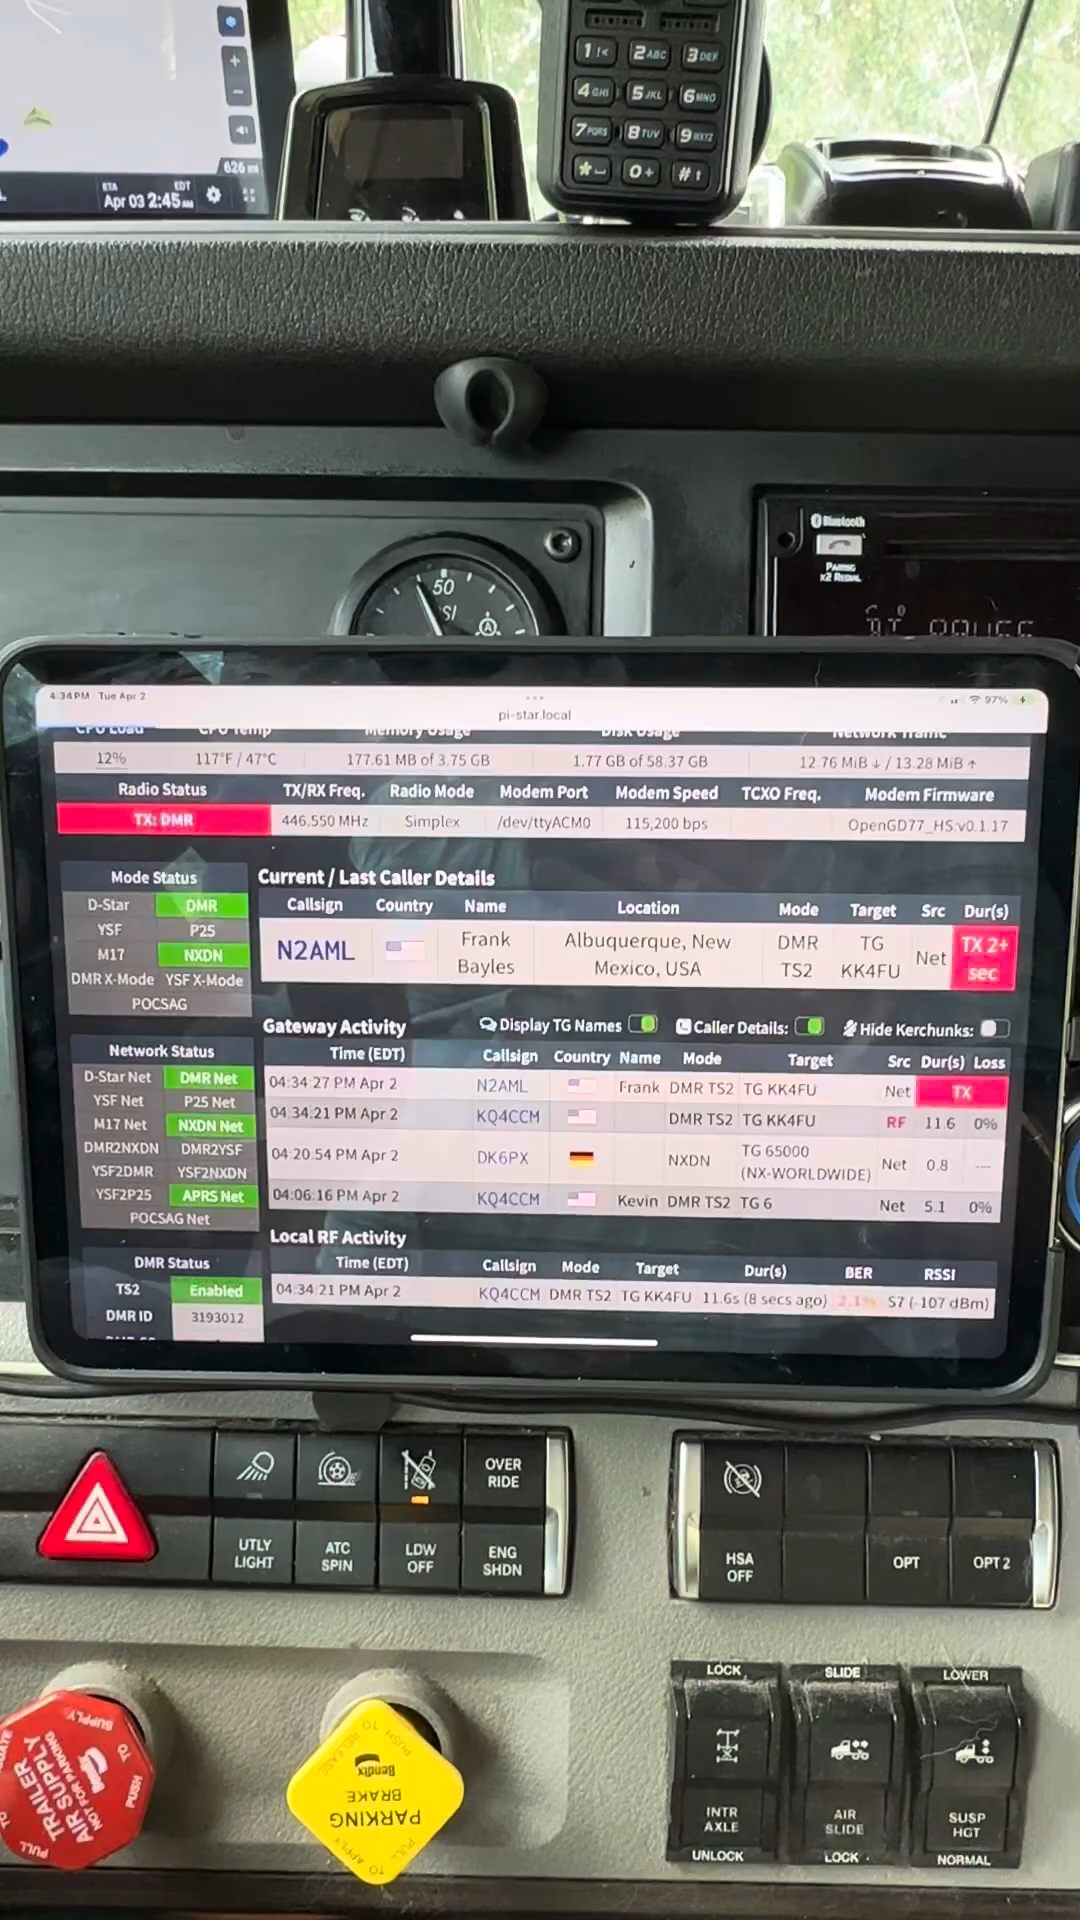 1 !<
2 ABC
3 DEF
4 GHI
5 JKL
6 MNO
7 PQRS
8 TUV
9 WXYZ
*
0 +
#
626 mi
ETA
EDT
Apr 03 2:45 AM
Bluetooth
PAIRING
X2 REDIAL
BT PAUSE
50
SI
A
4:34 PM Tue Apr 2
97%
pi-star.local
CPU Load CPU Temp Memory Usage Disk Usage Network Traffic
12% 117°F / 47°C 177.61 MB of 3.75 GB 1.77 GB of 58.37 GB 12.76 MiB ↓ / 13.28 MiB ↑
Radio Status TX/RX Freq. Radio Mode Modem Port Modem Speed TCXO Freq. Modem Firmware
TX: DMR 446.550 MHz Simplex /dev/ttyACM0 115,200 bps OpenGD77_HS:v0.1.17
Mode Status
D-Star DMR
YSF P25
M17 NXDN
DMR X-Mode YSF X-Mode
POCSAG
Current / Last Caller Details
Callsign Country Name Location Mode Target Src Dur(s)
N2AML Frank Bayles Albuquerque, New Mexico, USA DMR TS2 TG KK4FU Net TX 2+ sec
Network Status
D-Star Net DMR Net
YSF Net P25 Net
M17 Net NXDN Net
DMR2NXDN DMR2YSF
YSF2DMR YSF2NXDN
YSF2P25 APRS Net
POCSAG Net
Gateway Activity
Display TG Names Caller Details: Hide Kerchunks:
Time (EDT) Callsign Country Name Mode Target Src Dur(s) Loss
04:34:27 PM Apr 2 N2AML Frank DMR TS2 TG KK4FU Net TX
04:34:21 PM Apr 2 KQ4CCM DMR TS2 TG KK4FU RF 11.6 0%
04:20:54 PM Apr 2 DK6PX NXDN TG 65000 (NX-WORLDWIDE) Net 0.8 ---
04:06:16 PM Apr 2 KQ4CCM Kevin DMR TS2 TG 6 Net 5.1 0%
DMR Status
TS2 Enabled
DMR ID 3193012
Local RF Activity
Time (EDT) Callsign Mode Target Dur(s) BER RSSI
04:34:21 PM Apr 2 KQ4CCM DMR TS2 TG KK4FU 11.6s (8 secs ago) 2.1% S7 (-107 dBm)
UTLY
LIGHT
ATC
SPIN
LDW
OFF
OVER
RIDE
ENG
SHDN
HSA
OFF
OPT
OPT 2
TRAILER
AIR SUPPLY
NOT FOR PARKING
PUSH
TO
SUPPLY
PULL
TO
PUSH TO RELEASE
Bendix
PARKING
BRAKE
PULL TO APPLY
LOCK
INTR
AXLE
UNLOCK
SLIDE
AIR
SLIDE
LOCK
LOWER
SUSP
HGT
NORMAL